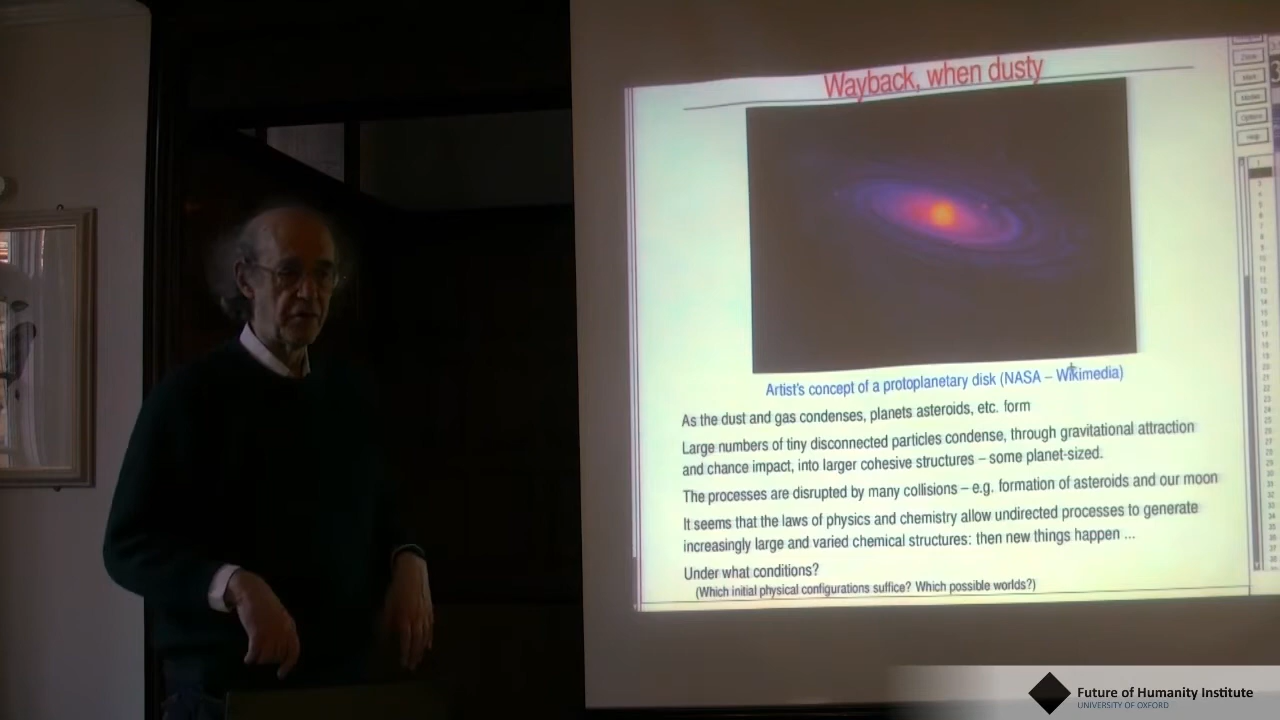 Wayback, when dusty
Artist's concept of a protoplanetary disk (NASA – Wikimedia)
As the dust and gas condenses, planets asteroids, etc. form
Large numbers of tiny disconnected particles condense, through gravitational attraction
and chance impact, into larger cohesive structures – some planet-sized.
The processes are disrupted by many collisions – e.g. formation of asteroids and our moon
It seems that the laws of physics and chemistry allow undirected processes to generate
increasingly large and varied chemical structures: then new things happen ...
Under what conditions?
(Which initial physical configurations suffice? Which possible worlds?)
Future of Humanity Institute
UNIVERSITY OF OXFORD